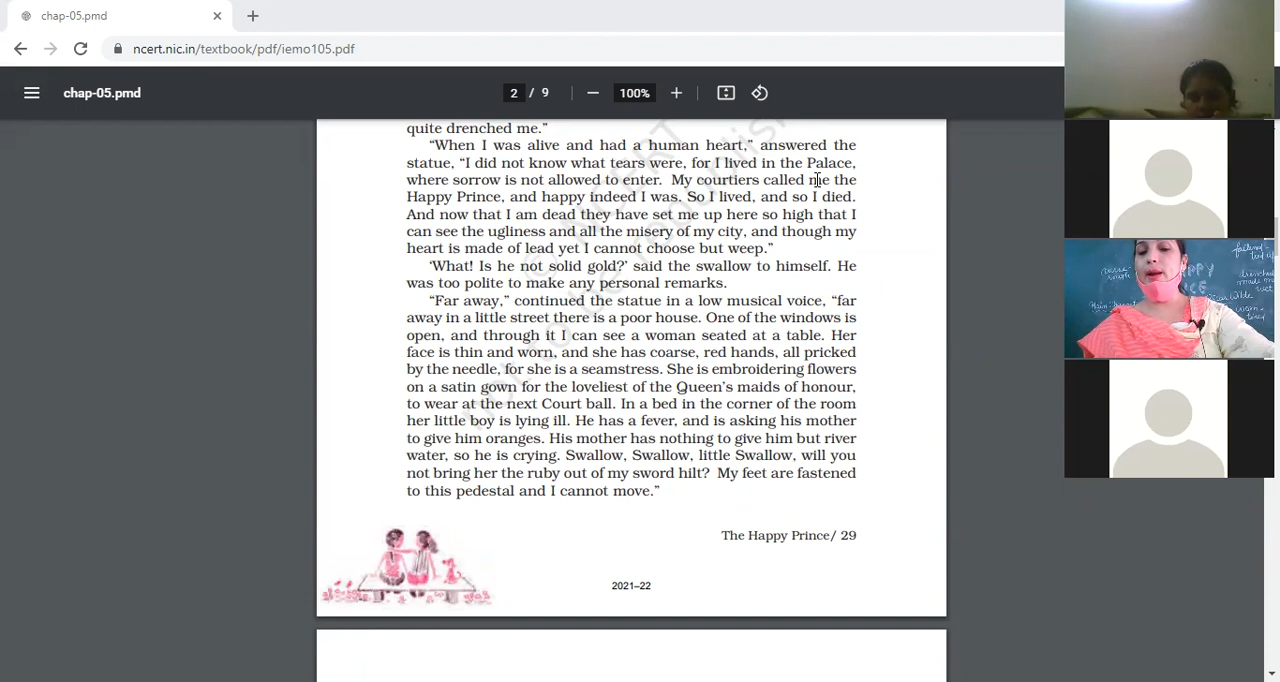 chap-05.pmd
ncert.nic.in/textbook/pdf/iemo105.pdf
chap-05.pmd
2 / 9
100%
quite drenched me.”
“When I was alive and had a human heart,” answered the
statue, “I did not know what tears were, for I lived in the Palace,
where sorrow is not allowed to enter. My courtiers called me the
Happy Prince, and happy indeed I was. So I lived, and so I died.
And now that I am dead they have set me up here so high that I
can see the ugliness and all the misery of my city, and though my
heart is made of lead yet I cannot choose but weep.”
‘What! Is he not solid gold?’ said the swallow to himself. He
was too polite to make any personal remarks.
“Far away,” continued the statue in a low musical voice, “far
away in a little street there is a poor house. One of the windows is
open, and through it I can see a woman seated at a table. Her
face is thin and worn, and she has coarse, red hands, all pricked
by the needle, for she is a seamstress. She is embroidering flowers
on a satin gown for the loveliest of the Queen’s maids of honour,
to wear at the next Court ball. In a bed in the corner of the room
her little boy is lying ill. He has a fever, and is asking his mother
to give him oranges. His mother has nothing to give him but river
water, so he is crying. Swallow, Swallow, little Swallow, will you
not bring her the ruby out of my sword hilt? My feet are fastened
to this pedestal and I cannot move.”
The Happy Prince/ 29
2021–22